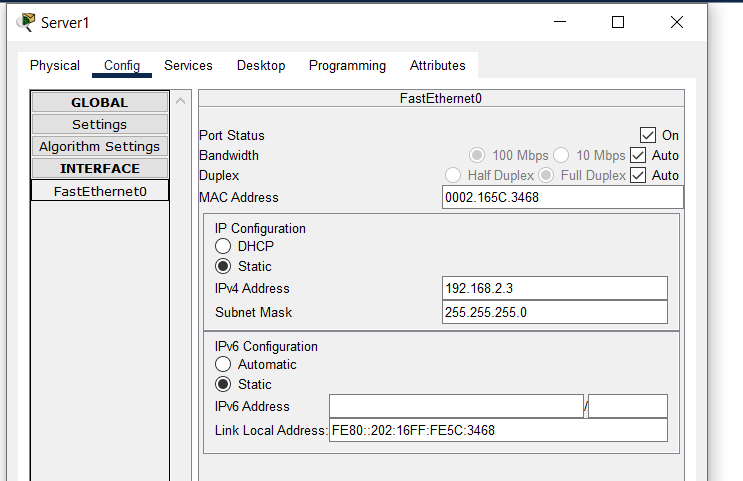 Server1
Physical Config Services Desktop Programming Attributes
GLOBAL
Settings
Algorithm Settings
INTERFACE
FastEthernet0
FastEthernet0
Port Status On
Bandwidth 100 Mbps 10 Mbps Auto
Duplex Half Duplex Full Duplex Auto
MAC Address 0002.165C.3468
IP Configuration
DHCP
Static
IPv4 Address 192.168.2.3
Subnet Mask 255.255.255.0
IPv6 Configuration
Automatic
Static
IPv6 Address /
Link Local Address: FE80::202:16FF:FE5C:3468